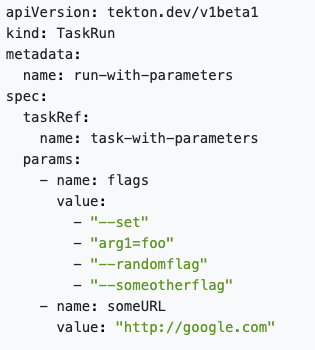 apiVersion: tekton.dev/v1beta1
kind: TaskRun
metadata:
  name: run-with-parameters
spec:
  taskRef:
    name: task-with-parameters
  params:
    - name: flags
      value:
        - "--set"
        - "arg1=foo"
        - "--randomflag"
        - "--someotherflag"
    - name: someURL
      value: "http://google.com"